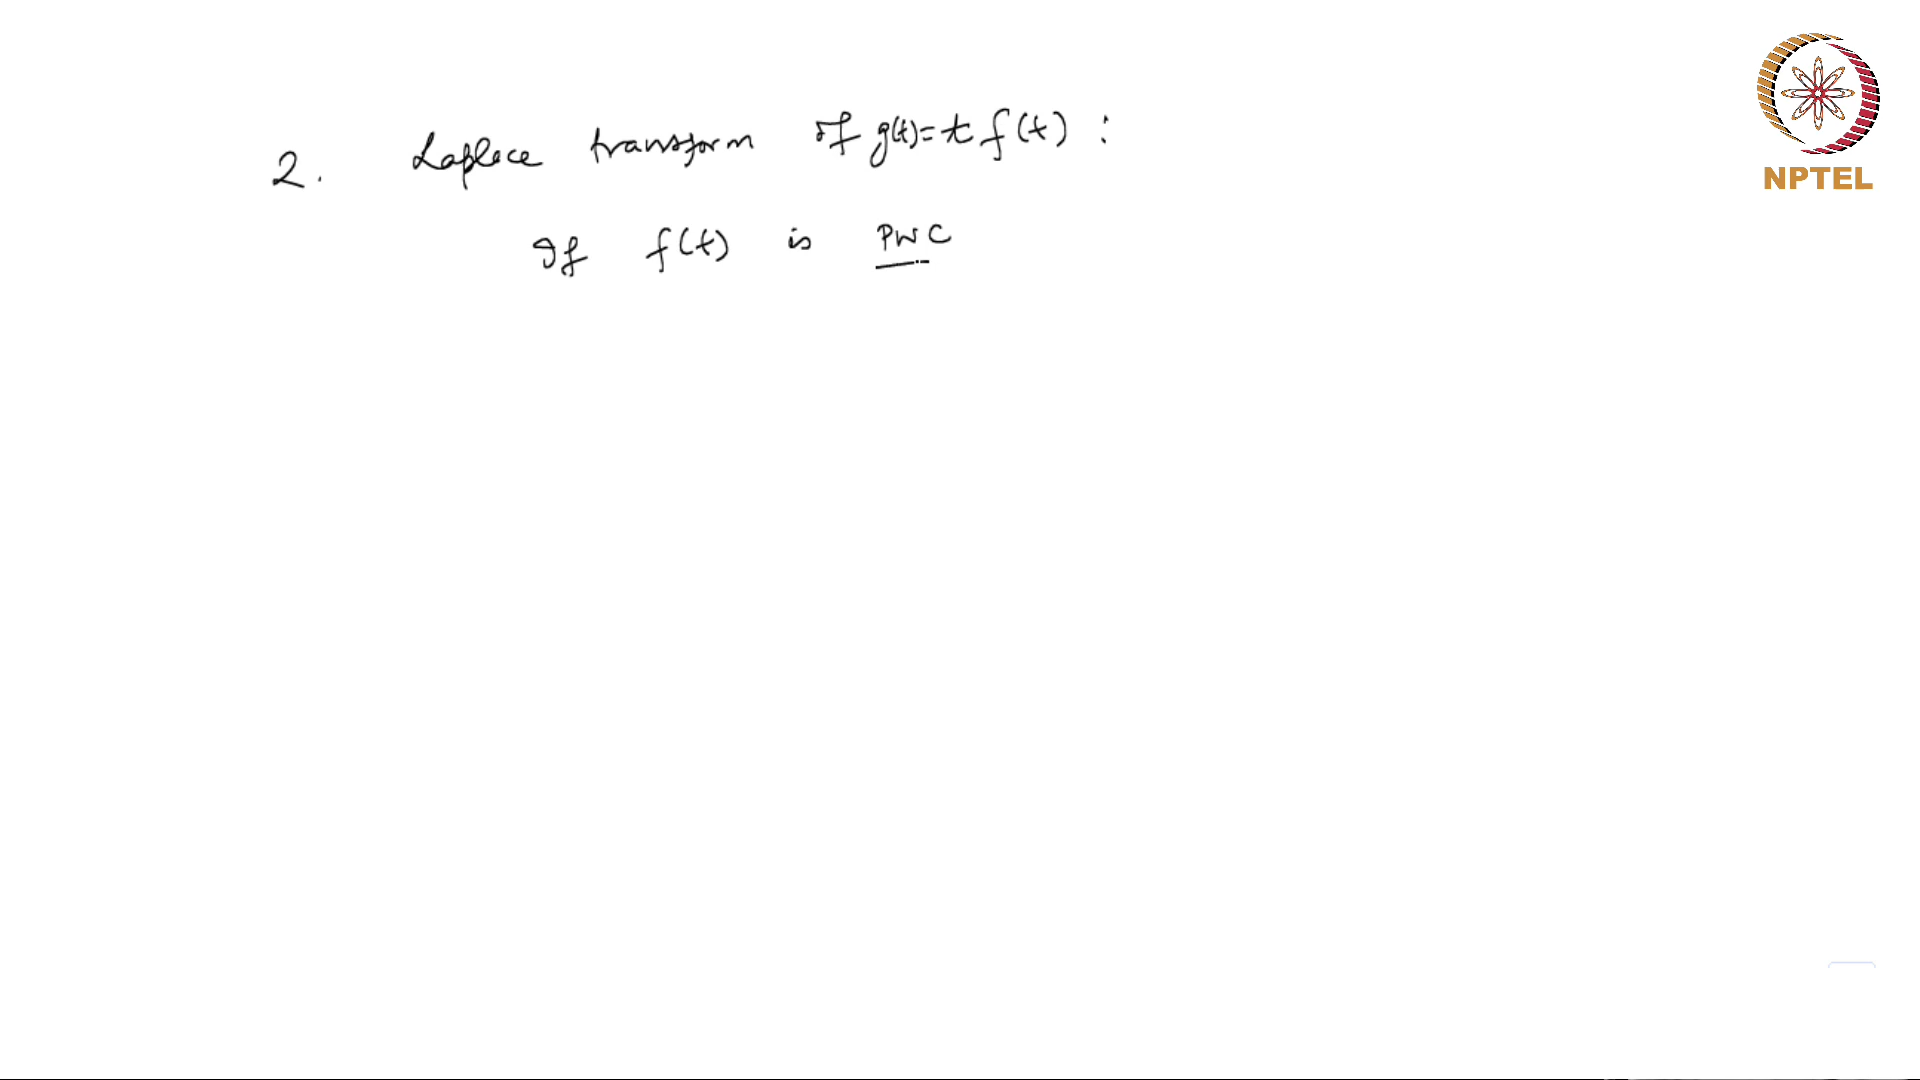 2. Laplace transform of g(t)=t f(t) :
If f(t) is PWC
NPTEL